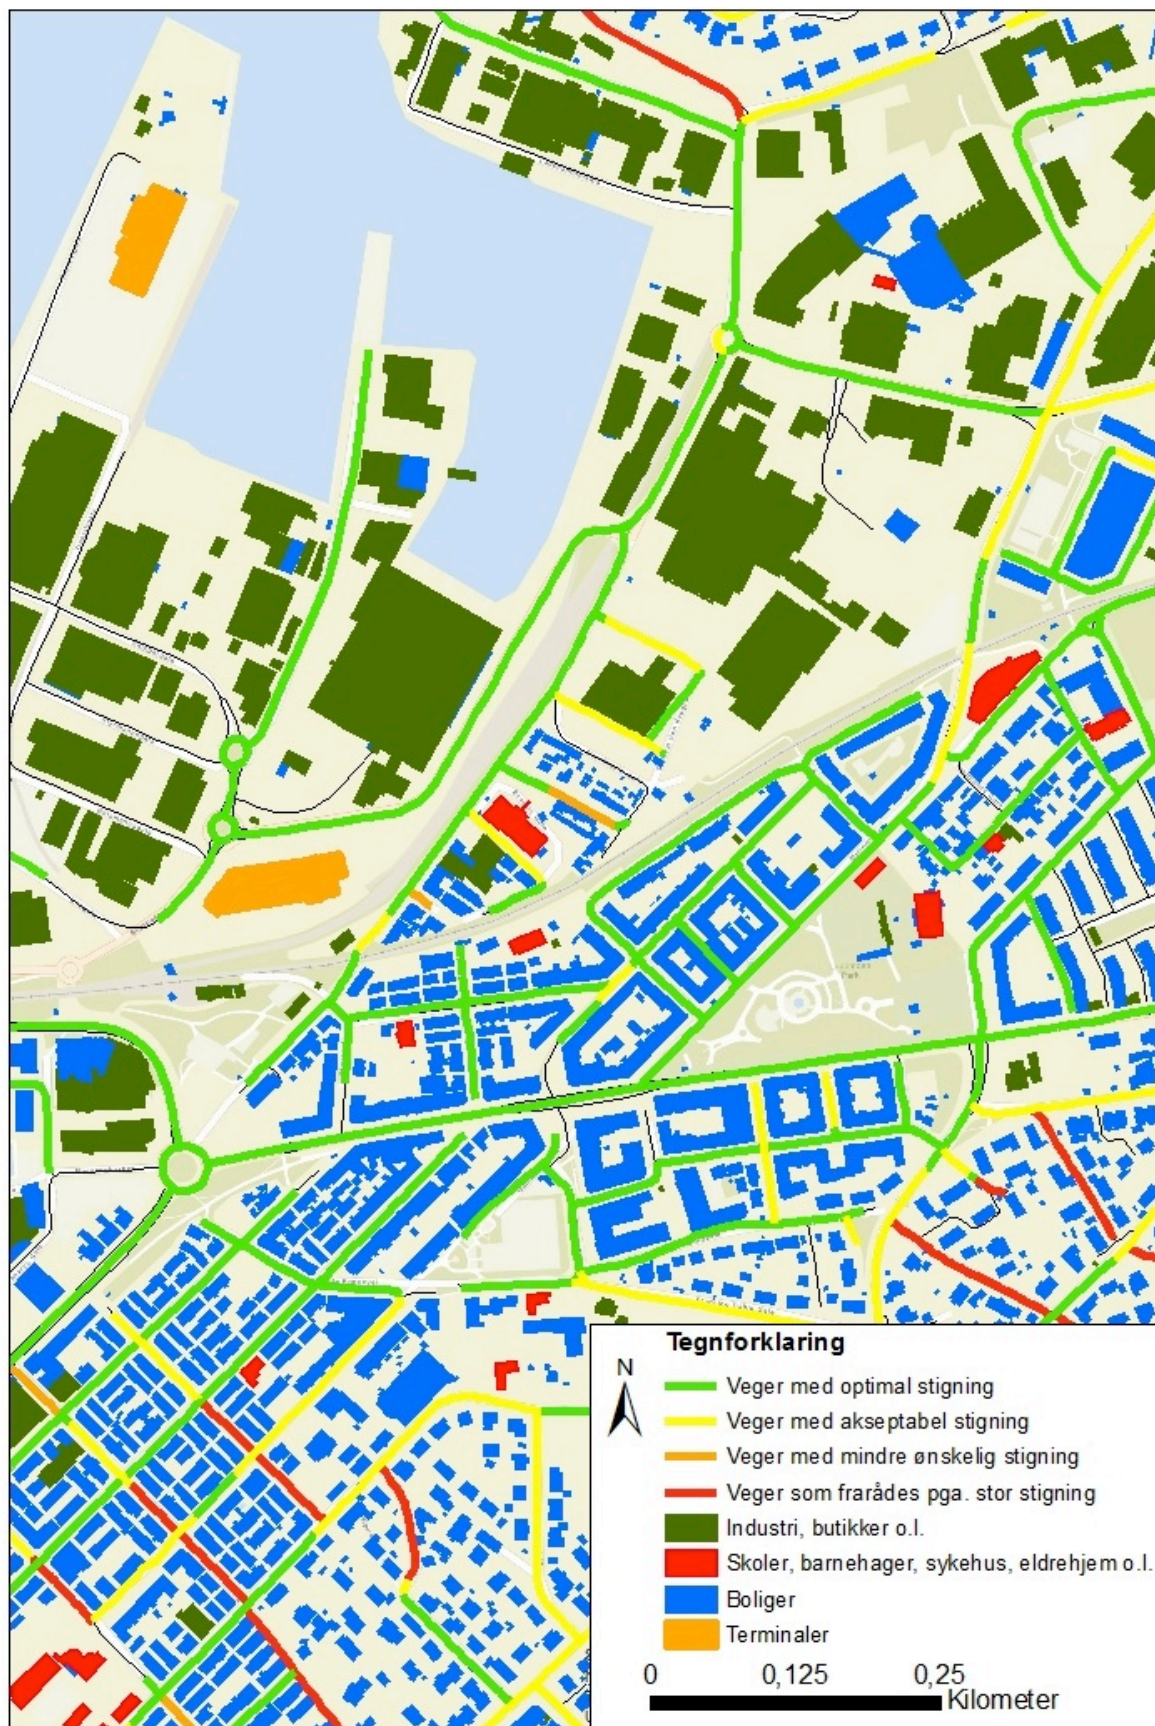 Tegnforklaring
N
Veger med optimal stigning
Veger med akseptabel stigning
Veger med mindre ønskelig stigning
Veger som frarådes pga. stor stigning
Industri, butikker o.l.
Skoler, barnehager, sykehus, eldrehjem o.l.
Boliger
Terminaler
0 0,125 0,25
Kilometer